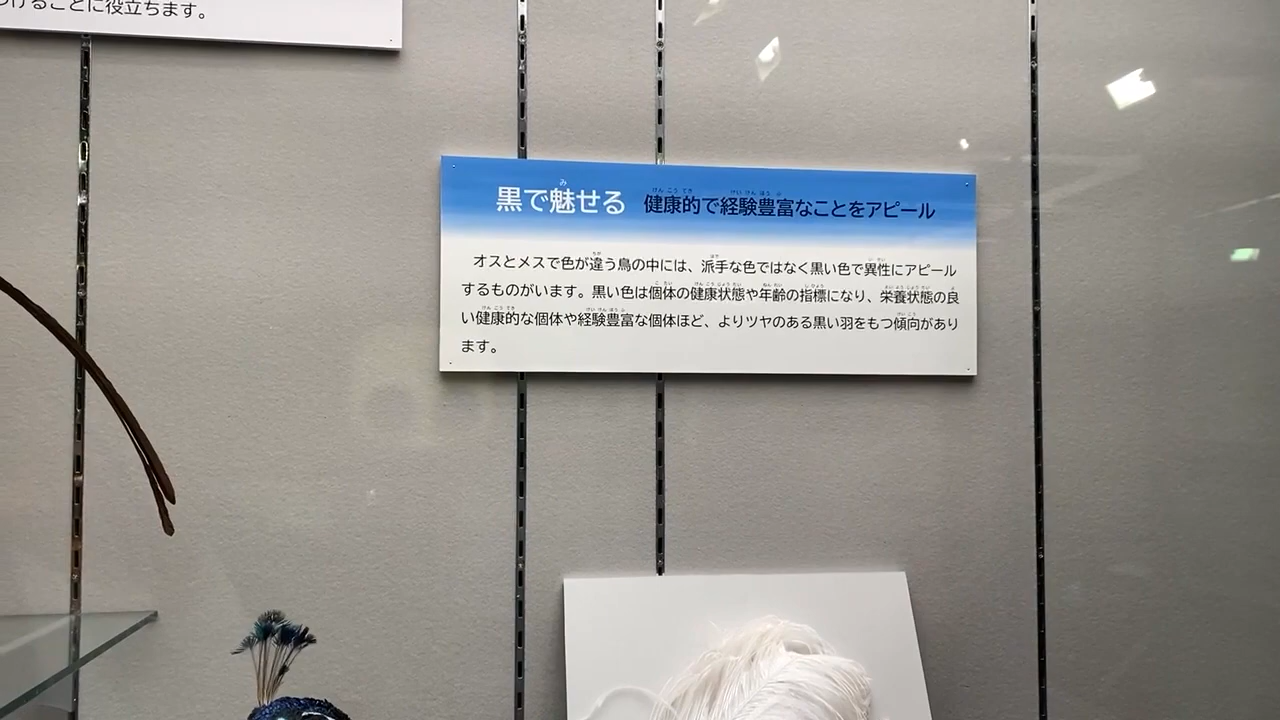 つけることに役立ちます。
黒で魅せる 健康的で経験豊富なことをアピール
オスとメスで色が違う鳥の中には、派手な色ではなく黒い色で異性にアピール
するものがいます。黒い色は個体の健康状態や年齢の指標になり、栄養状態の良
い健康的な個体や経験豊富な個体ほど、よりツヤのある黒い羽をもつ傾向があり
ます。